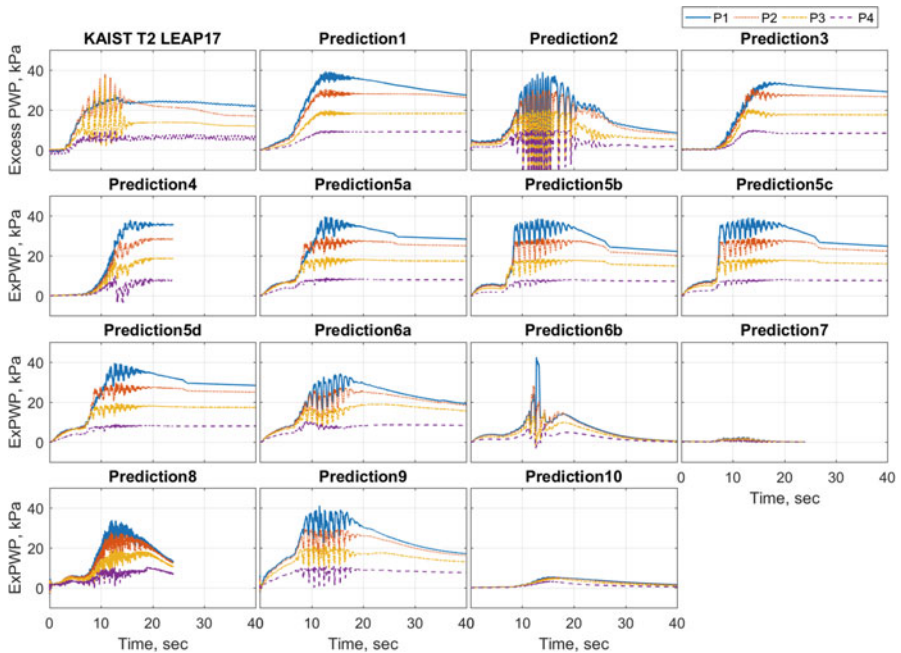 P1 P2 P3 P4
KAIST T2 LEAP17 Prediction1 Prediction2 Prediction3
Excess PWP, kPa
40
20
0
Prediction4 Prediction5a Prediction5b Prediction5c
ExPWP, kPa
40
20
0
Prediction5d Prediction6a Prediction6b Prediction7
ExPWP, kPa
40
20
0
0 20 40
Time, sec
Prediction8 Prediction9 Prediction10
ExPWP, kPa
40
20
0
0 10 20 30 40 0 10 20 30 40 0 10 20 30 40
Time, sec Time, sec Time, sec